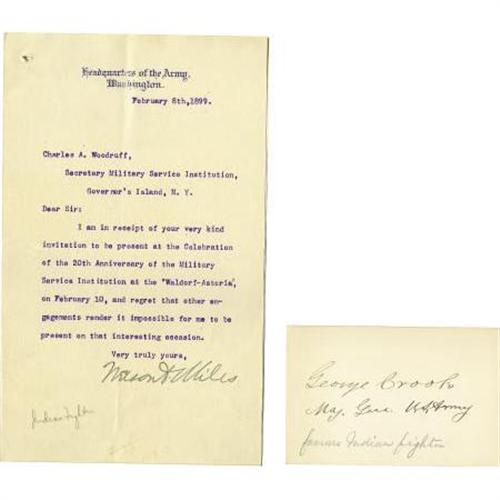 Headquarters of the Army,
Washington.
February 8th,1899.
Charles A. Woodruff,
Secretary Military Service Institution,
Governor's Island, N. Y.
Dear Sir:
I am in receipt of your very kind
invitation to be present at the Celebration
of the 20th Anniversary of the Military
Service Institution at the "Waldorf-Astoria",
on February 10, and regret that other en-
gagements render it impossible for me to be
present on that interesting occasion.
Very truly yours,
Nelson A Miles
Indian fighter
George Crook
Maj. Gen. U.S. Army
famous Indian fighter